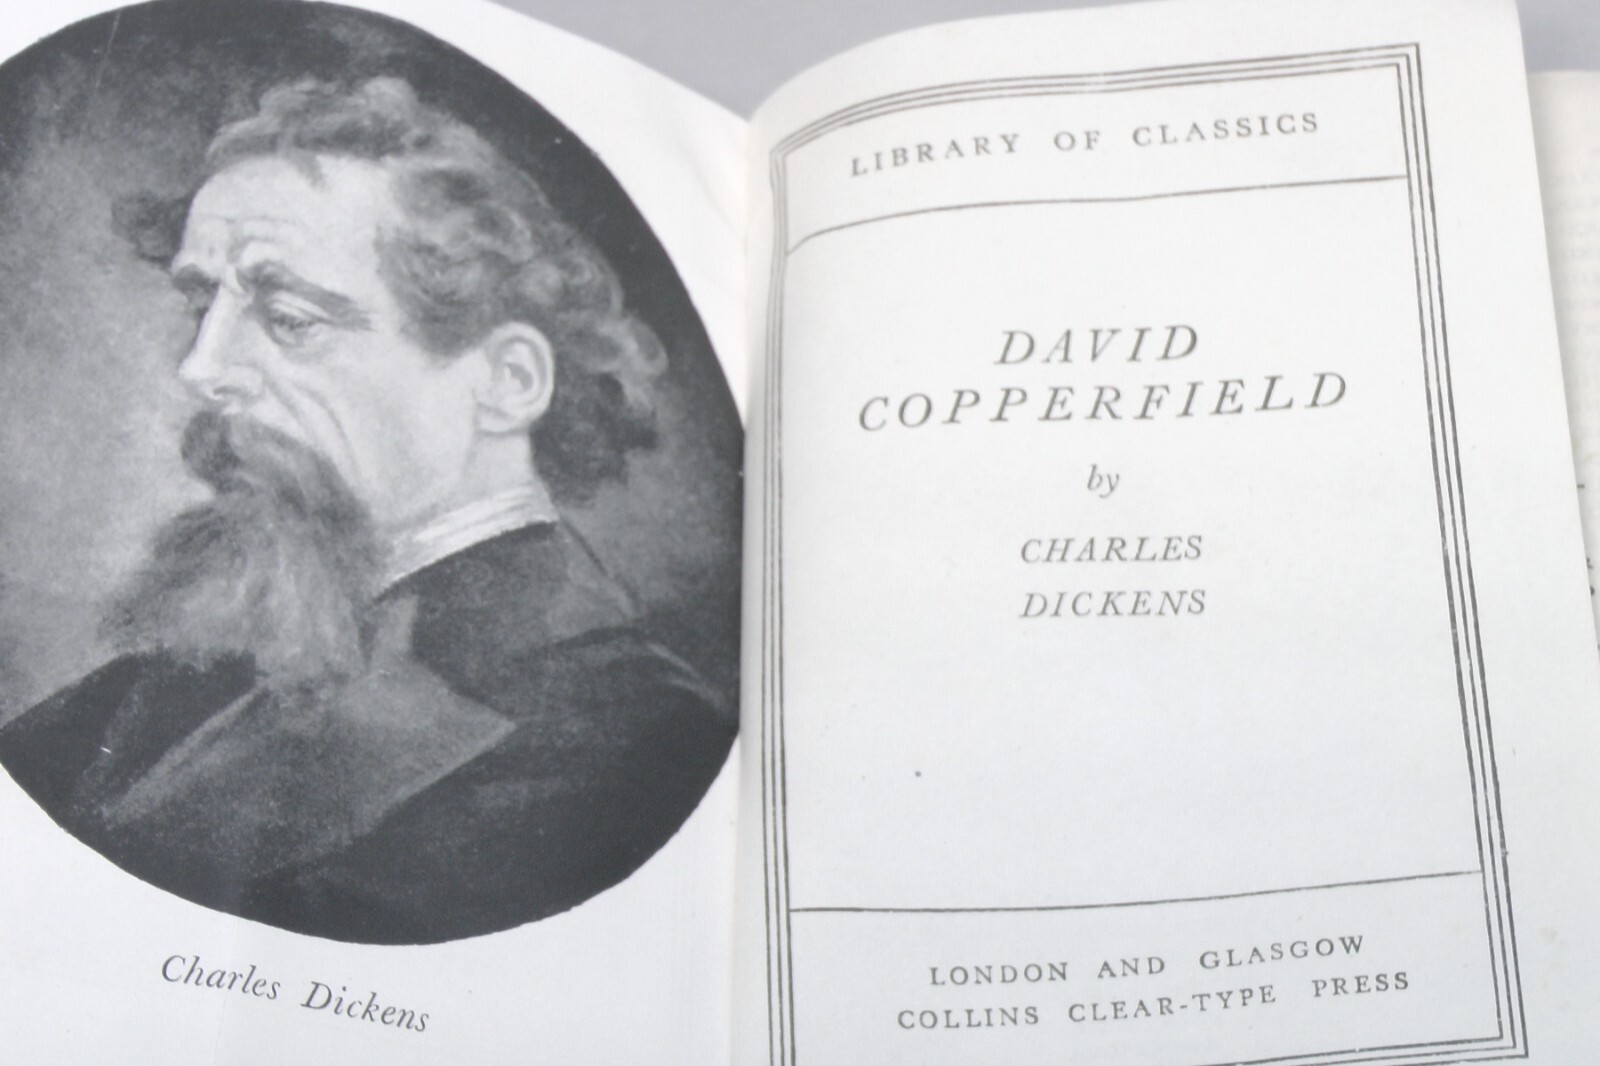 Charles Dickens
LIBRARY OF CLASSICS
DAVID
COPPERFIELD
by
CHARLES
DICKENS
LONDON AND GLASGOW
COLLINS CLEAR-TYPE PRESS